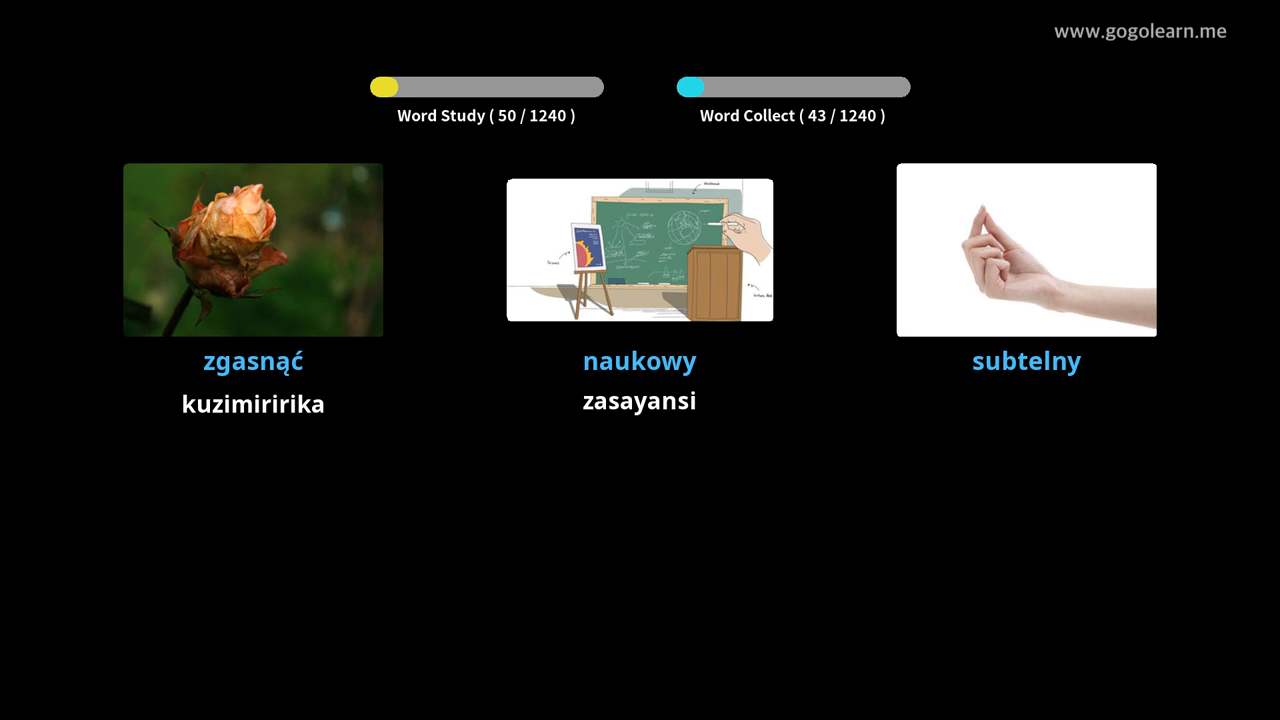 www.gogolearn.me
Word Study ( 50 / 1240 )
Word Collect ( 43 / 1240 )
zgasnąć
naukowy
subtelny
kuzimiririka
zasayansi